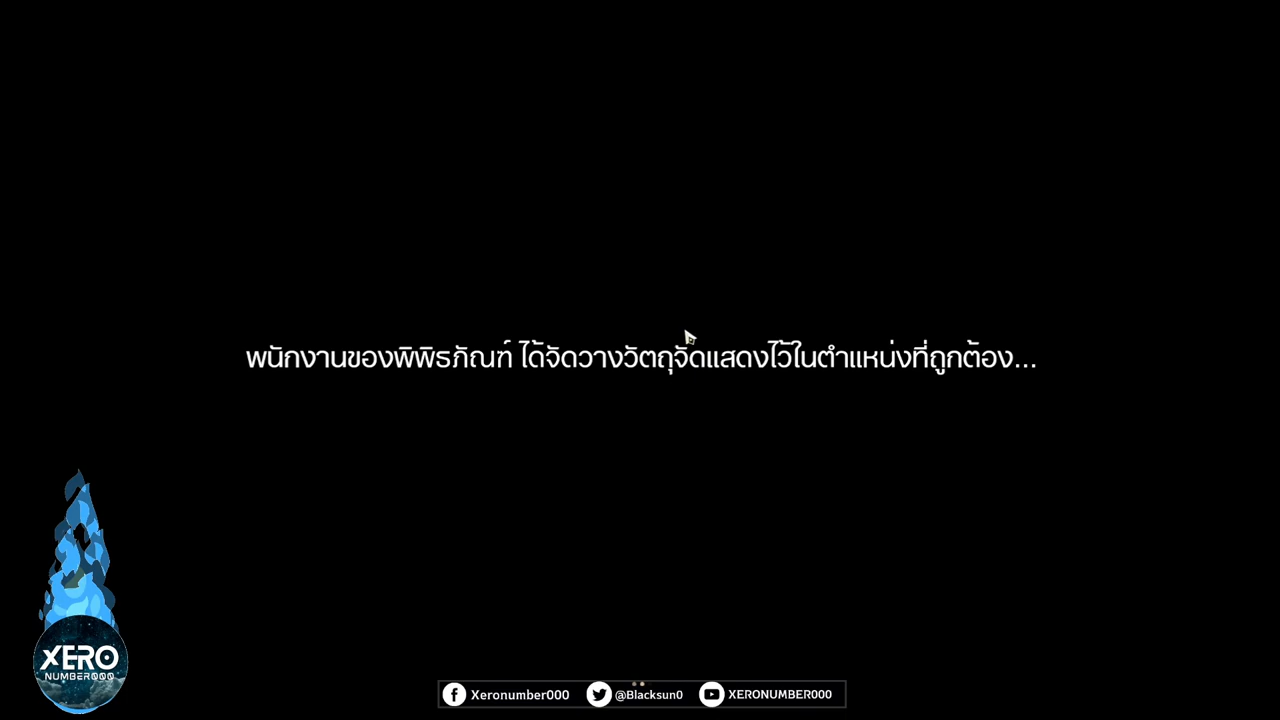 พนักงานของพิพิธภัณฑ์ ได้จัดวางวัตถุจัดแสดงไว้ในตำแหน่งที่ถูกต้อง...
XERO
NUMBER000
Xeronumber000 @Blacksun0 XERONUMBER000